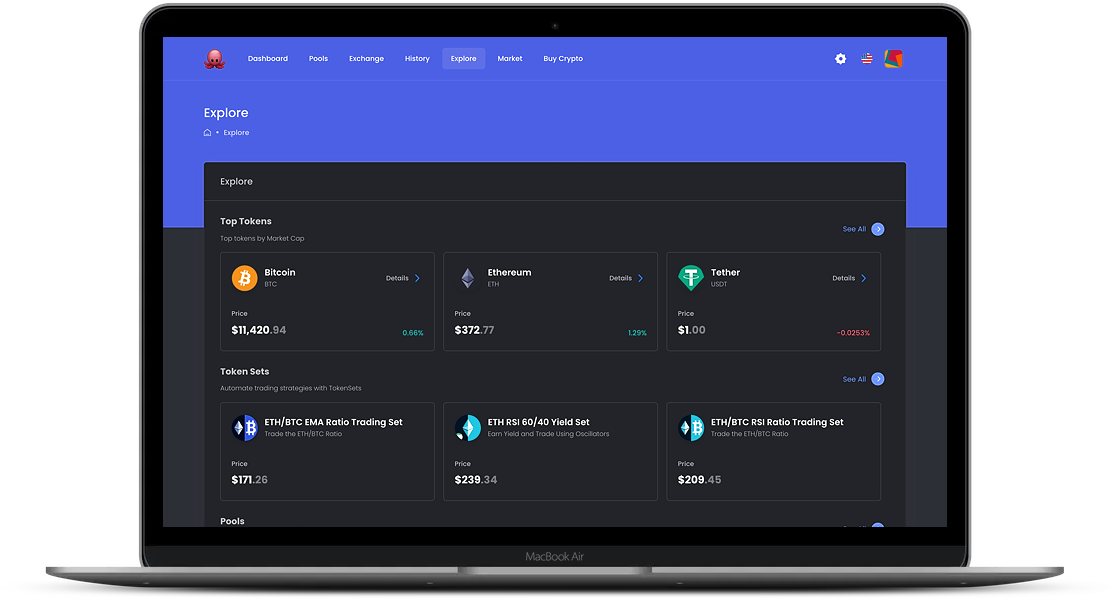 Dashboard Pools Exchange History Explore Market Buy Crypto
Explore
• Explore
Explore
Top Tokens
See All
Top tokens by Market Cap
Bitcoin
BTC
Details
Price
$11,420.94
0.66%
Ethereum
ETH
Details
Price
$372.77
1.29%
Tether
USDT
Details
Price
$1.00
-0.0253%
Token Sets
See All
Automate trading strategies with TokenSets
ETH/BTC EMA Ratio Trading Set
Trade the ETH/BTC Ratio
Price
$171.26
ETH RSI 60/40 Yield Set
Earn Yield and Trade Using Oscillators
Price
$239.34
ETH/BTC RSI Ratio Trading Set
Trade the ETH/BTC Ratio
Price
$209.45
Pools
MacBook Air